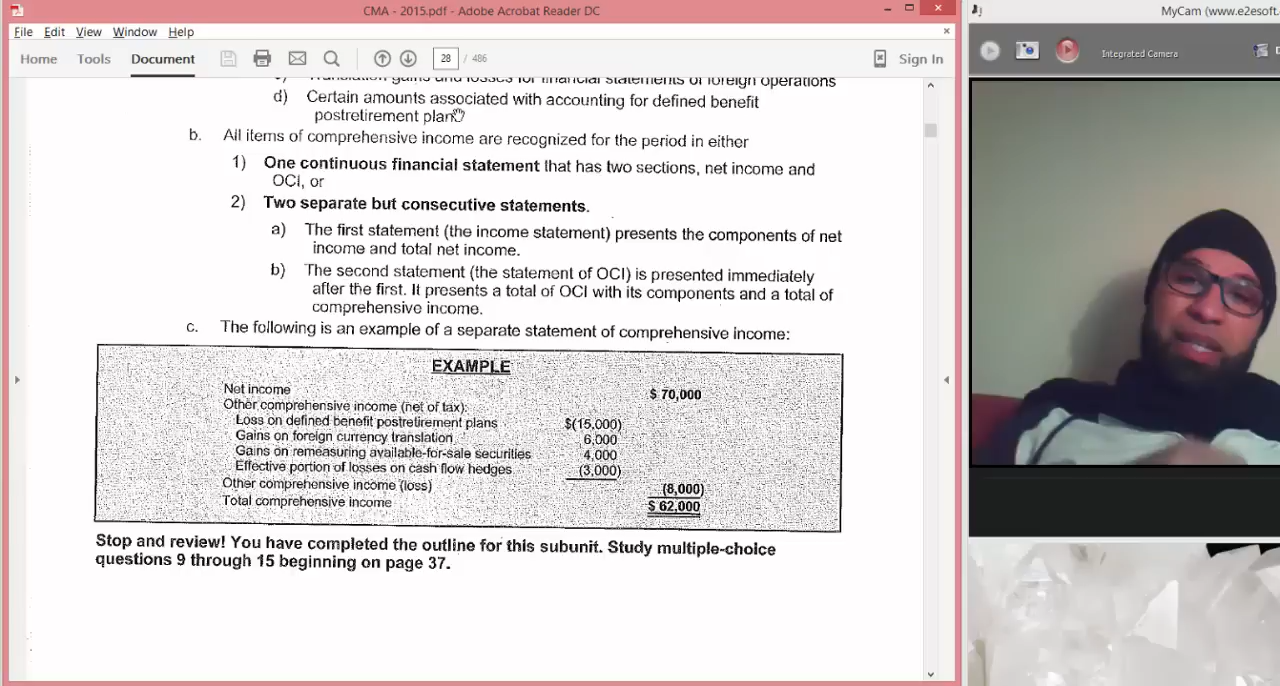 CMA - 2015.pdf - Adobe Acrobat Reader DC
MyCam (www.e2esoft.
File Edit View Window Help
Home Tools Document 28 / 486 Sign In
Integrated Camera
Translation gains and losses for financial statements of foreign operations
d) Certain amounts associated with accounting for defined benefit
postretirement plans
b. All items of comprehensive income are recognized for the period in either
1) One continuous financial statement that has two sections, net income and
OCI, or
2) Two separate but consecutive statements.
a) The first statement (the income statement) presents the components of net
income and total net income.
b) The second statement (the statement of OCI) is presented immediately
after the first. It presents a total of OCI with its components and a total of
comprehensive income.
c. The following is an example of a separate statement of comprehensive income:
EXAMPLE
Net income $ 70,000
Other comprehensive income (net of tax):
Loss on defined benefit postretirement plans $(15,000)
Gains on foreign currency translation 6,000
Gains on remeasuring available-for-sale securities 4,000
Effective portion of losses on cash flow hedges (3,000)
Other comprehensive income (loss) (8,000)
Total comprehensive income $ 62,000
Stop and review! You have completed the outline for this subunit. Study multiple-choice
questions 9 through 15 beginning on page 37.